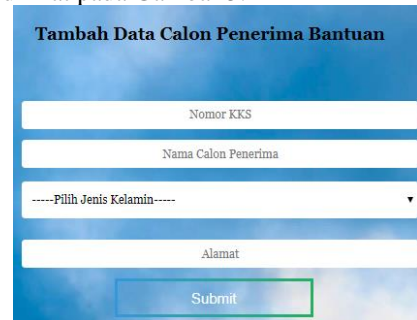 Tambah Data Calon Penerima Bantuan
Nomor KKS
Nama Calon Penerima
-----Pilih Jenis Kelamin-----
Alamat
Submit